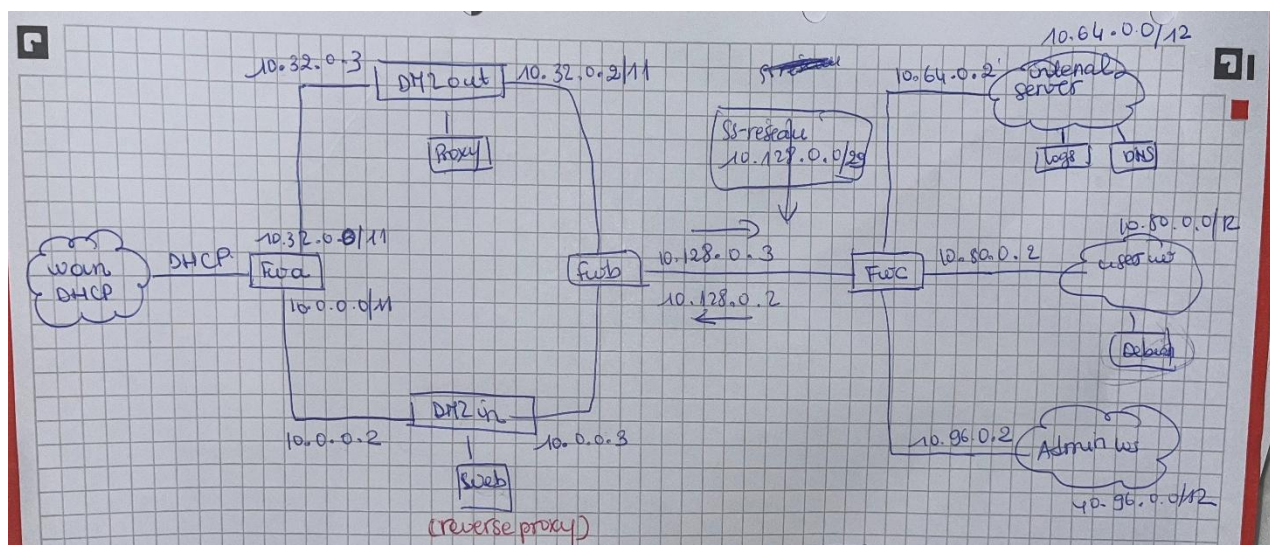 10.64.0.0/12
10.32.0.3
DMZ out
10.32.0.2/11
10.64.0.2
internal
server
Proxy
Ss-réseau
10.128.0.0/29
logs
DNS
10.32.0.0/11
10.80.0.0/12
wan
DHCP
DHCP
Fwa
Fwb
10.128.0.3
Fwc
10.80.0.2
user ws
10.0.0.0/11
10.128.0.2
Debian
DMZ in
10.0.0.2
10.0.0.3
10.96.0.2
Admin ws
sweb
10.96.0.0/12
(reverse proxy)